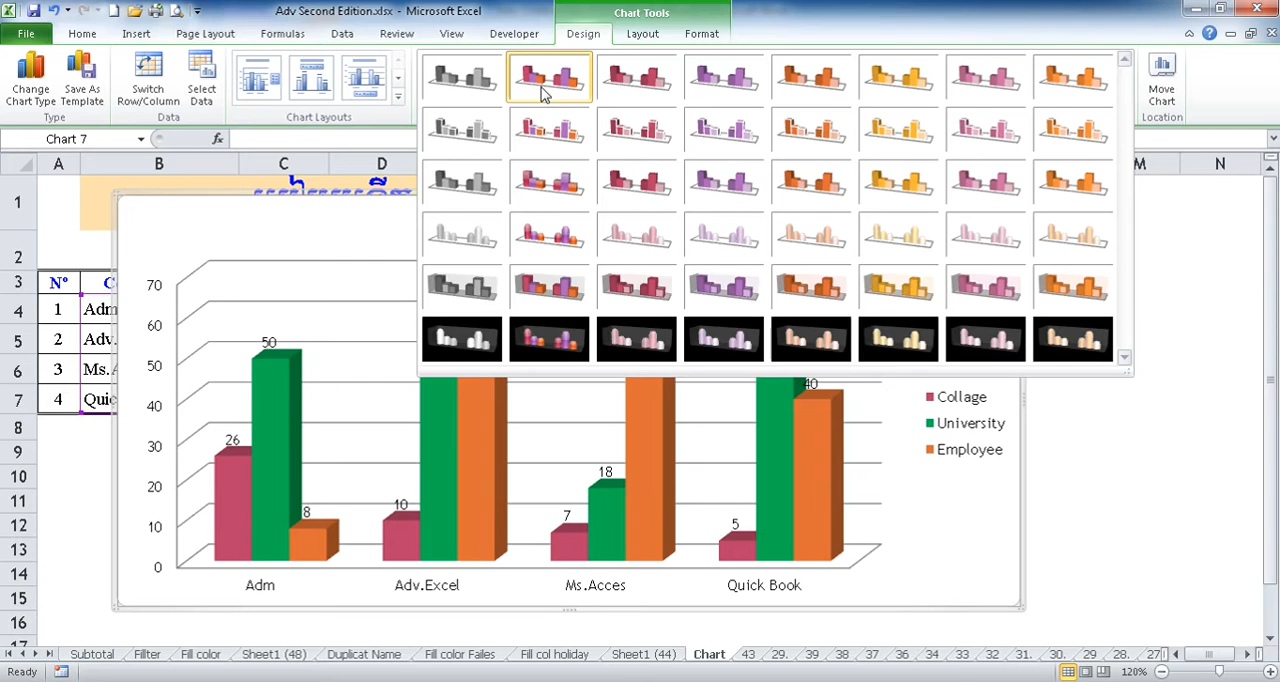 Adv Second Edition.xlsx - Microsoft Excel
Chart Tools
File Home Insert Page Layout Formulas Data Review View Developer Design Layout Format
Change Chart Type
Save As Template
Switch Row/Column
Select Data
Move Chart
Type Data Chart Layouts Location
Chart 7
fx
A B C D M N
1
2
3 Nº C
4 1 Adm
5 2 Adv.
6 3 Ms.A
7 4 Quic
8
9
10
11
12
13
14
15
16
17
70
60
50
40
30
20
10
0
26 50 8
10
7 18
5 40
Adm Adv.Excel Ms.Acces Quick Book
Collage
University
Employee
Subtotal Fillter Fill color Sheet1 (48) Duplicat Name Fill color Failes Fill col holiday Sheet1 (44) Chart 43 29. 39 38 37 36 34 33 32 31. 30. 29 28. 27
Ready 120%